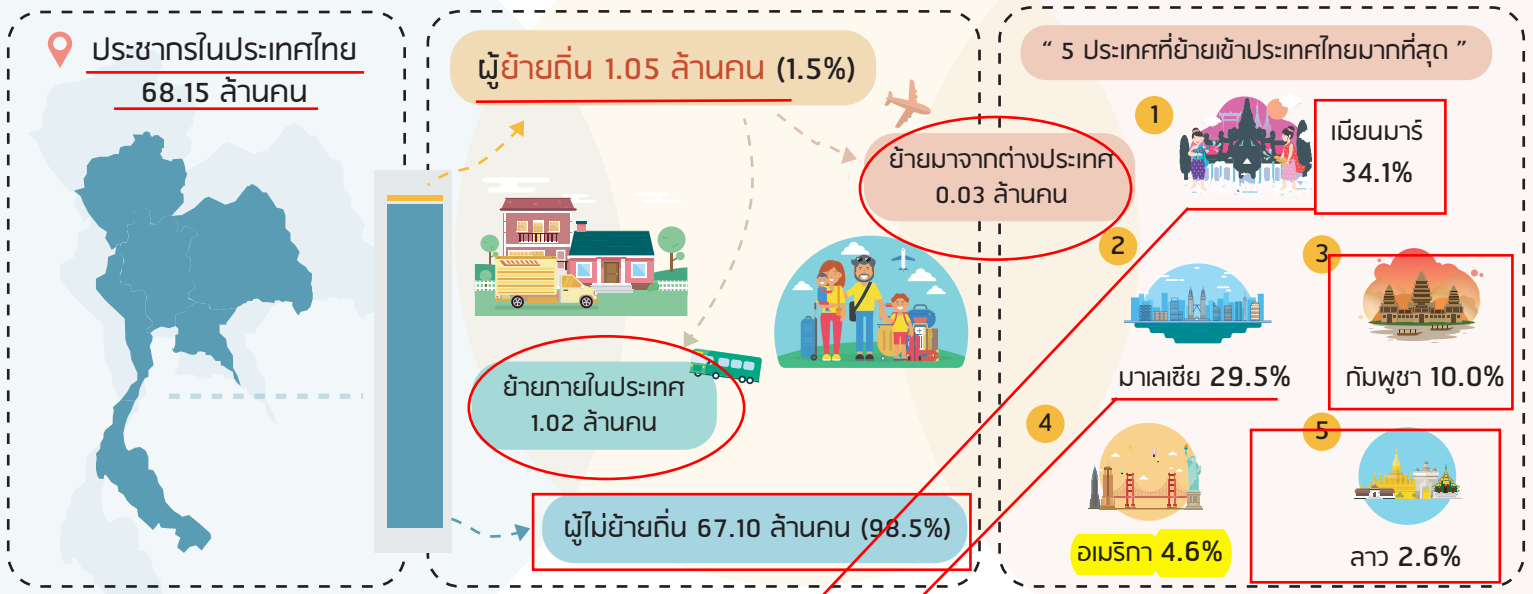 ประชากรในประเทศไทย
68.15 ล้านคน
ผู้ย้ายถิ่น 1.05 ล้านคน (1.5%)
ย้ายมาจากต่างประเทศ
0.03 ล้านคน
ย้ายภายในประเทศ
1.02 ล้านคน
ผู้ไม่ย้ายถิ่น 67.10 ล้านคน (98.5%)
“ 5 ประเทศที่ย้ายเข้าประเทศไทยมากที่สุด ”
1
เมียนมาร์
34.1%
2
มาเลเซีย 29.5%
3
กัมพูชา 10.0%
4
อเมริกา 4.6%
5
ลาว 2.6%